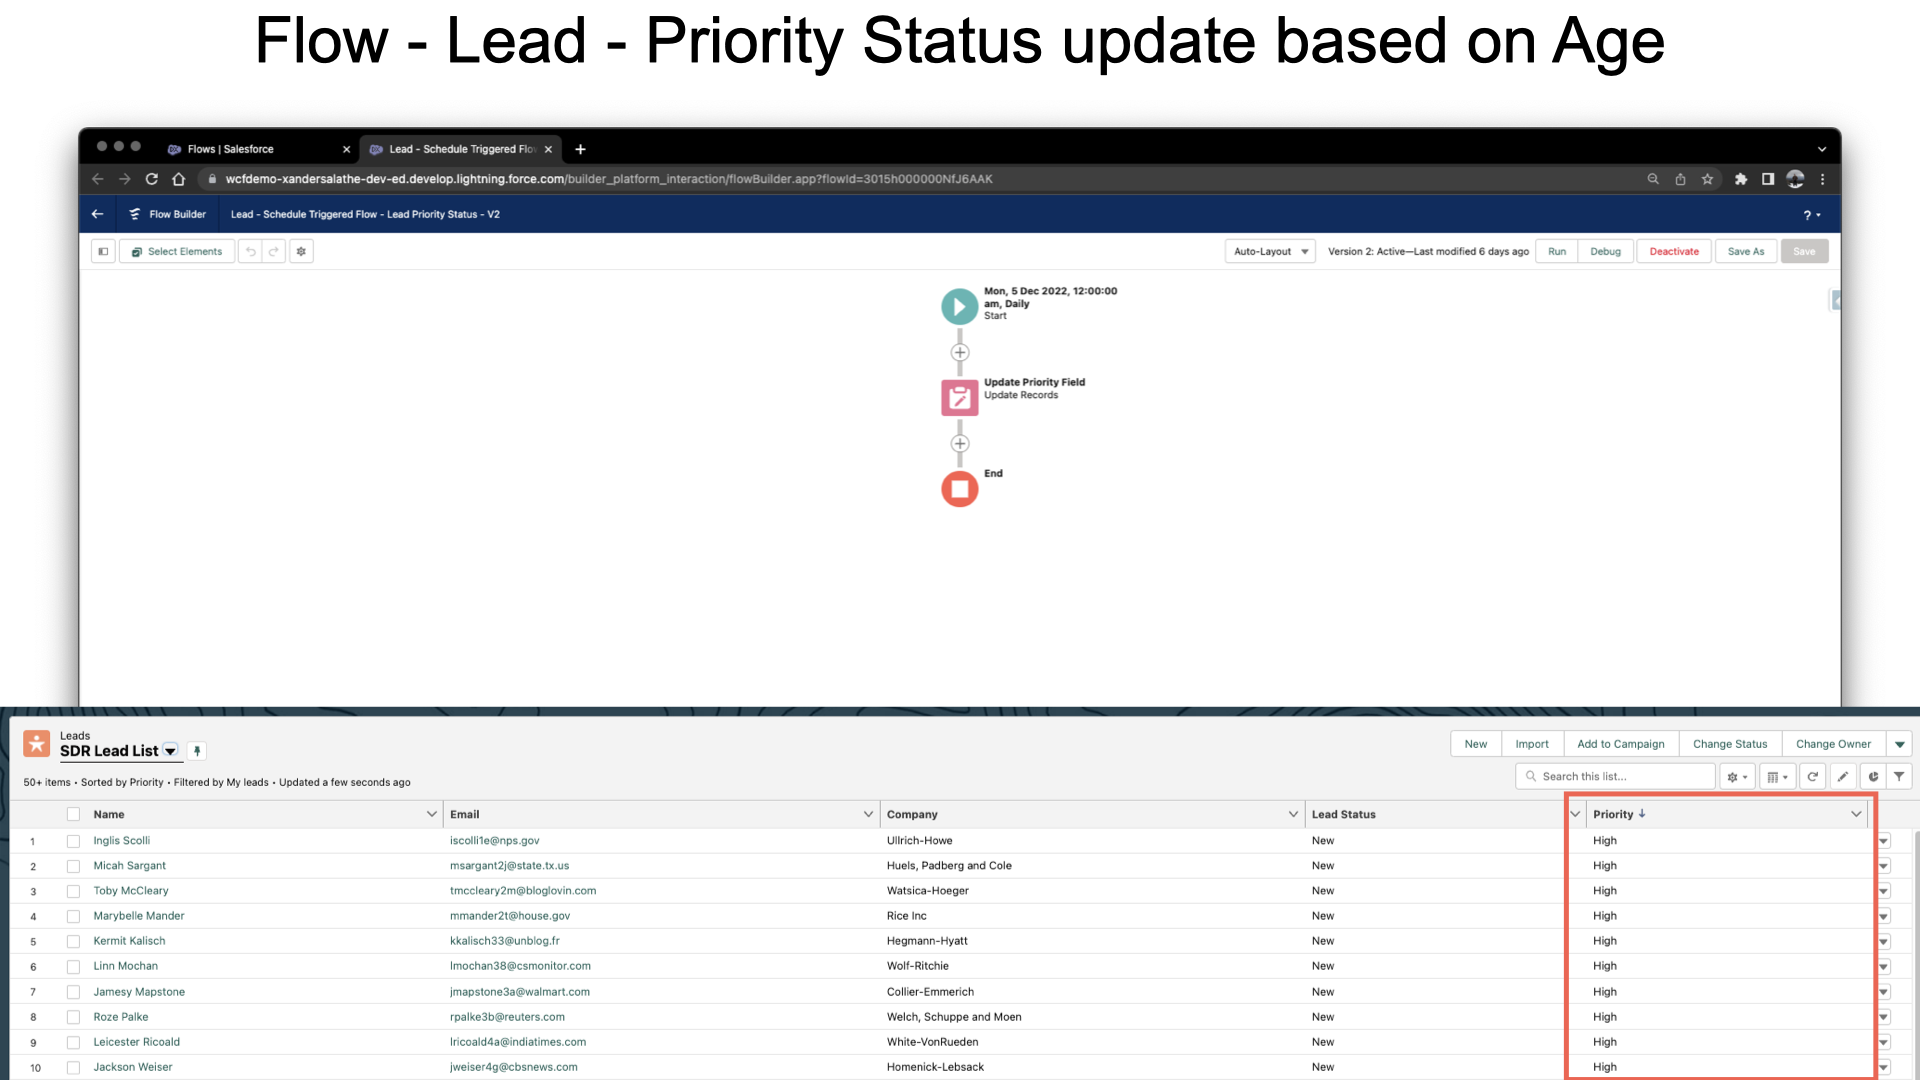 Flow - Lead - Priority Status update based on Age
Flows | Salesforce
Lead - Schedule Triggered Flo
wcfdemo-xandersalathe-dev-ed.develop.lightning.force.com/builder_platform_interaction/flowBuilder.app?flowId=3015h000000NfJ6AAK
Flow Builder Lead - Schedule Triggered Flow - Lead Priority Status - V2 ?
Select Elements Auto-Layout Version 2: Active—Last modified 6 days ago Run Debug Deactivate Save As Save
Mon, 5 Dec 2022, 12:00:00
am, Daily
Start
Update Priority Field
Update Records
End
Leads
SDR Lead List
New Import Add to Campaign Change Status Change Owner
50+ items • Sorted by Priority • Filtered by My leads • Updated a few seconds ago
Search this list...
Name Email Company Lead Status Priority
1 Inglis Scolli iscolli1e@nps.gov Ullrich-Howe New High
2 Micah Sargant msargant2j@state.tx.us Huels, Padberg and Cole New High
3 Toby McCleary tmccleary2m@bloglovin.com Watsica-Hoeger New High
4 Marybelle Mander mmander2t@house.gov Rice Inc New High
5 Kermit Kalisch kkalisch33@unblog.fr Hegmann-Hyatt New High
6 Linn Mochan lmochan38@csmonitor.com Wolf-Ritchie New High
7 Jamesy Mapstone jmapstone3a@walmart.com Collier-Emmerich New High
8 Roze Palke rpalke3b@reuters.com Welch, Schuppe and Moen New High
9 Leicester Ricoald lricoald4a@indiatimes.com White-VonRueden New High
10 Jackson Weiser jweiser4g@cbsnews.com Homenick-Lebsack New High